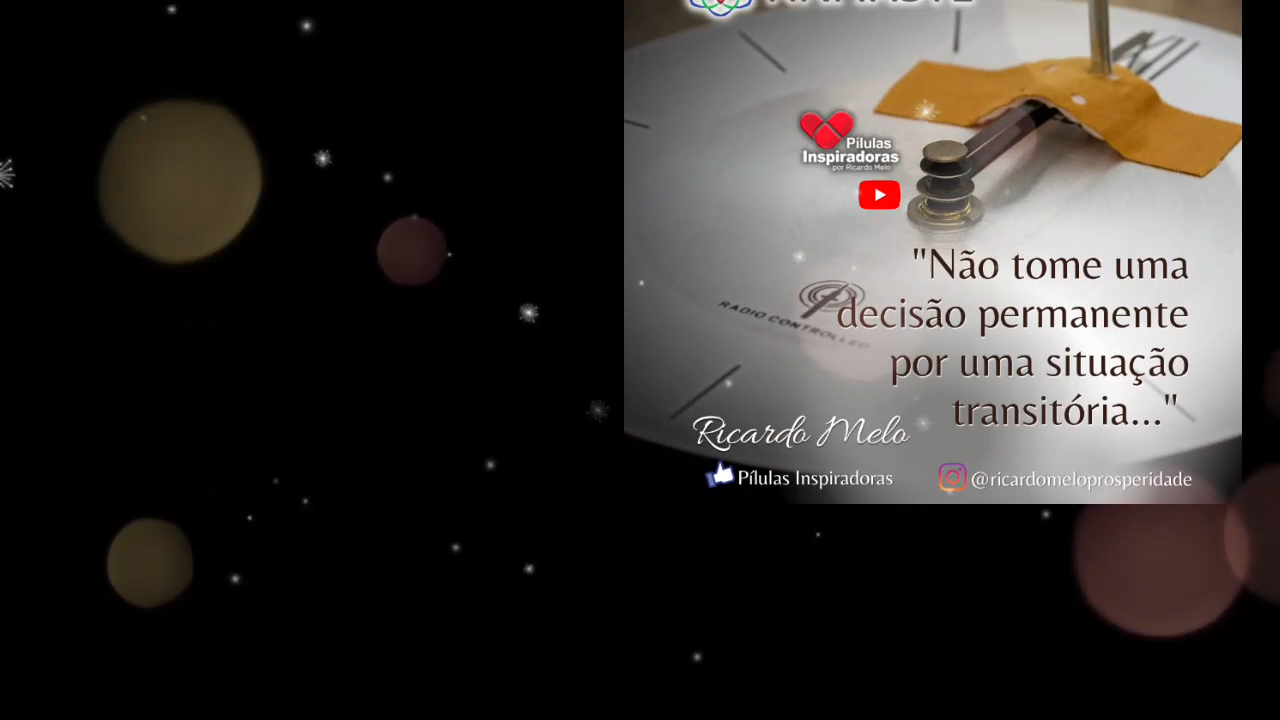 Pílulas
Inspiradoras
por Ricardo Melo
"Não tome uma
RADIO CONTROLLED
decisão permanente
por uma situação
transitória..."
Ricardo Melo
Pílulas Inspiradoras
@ricardomeloprosperidade